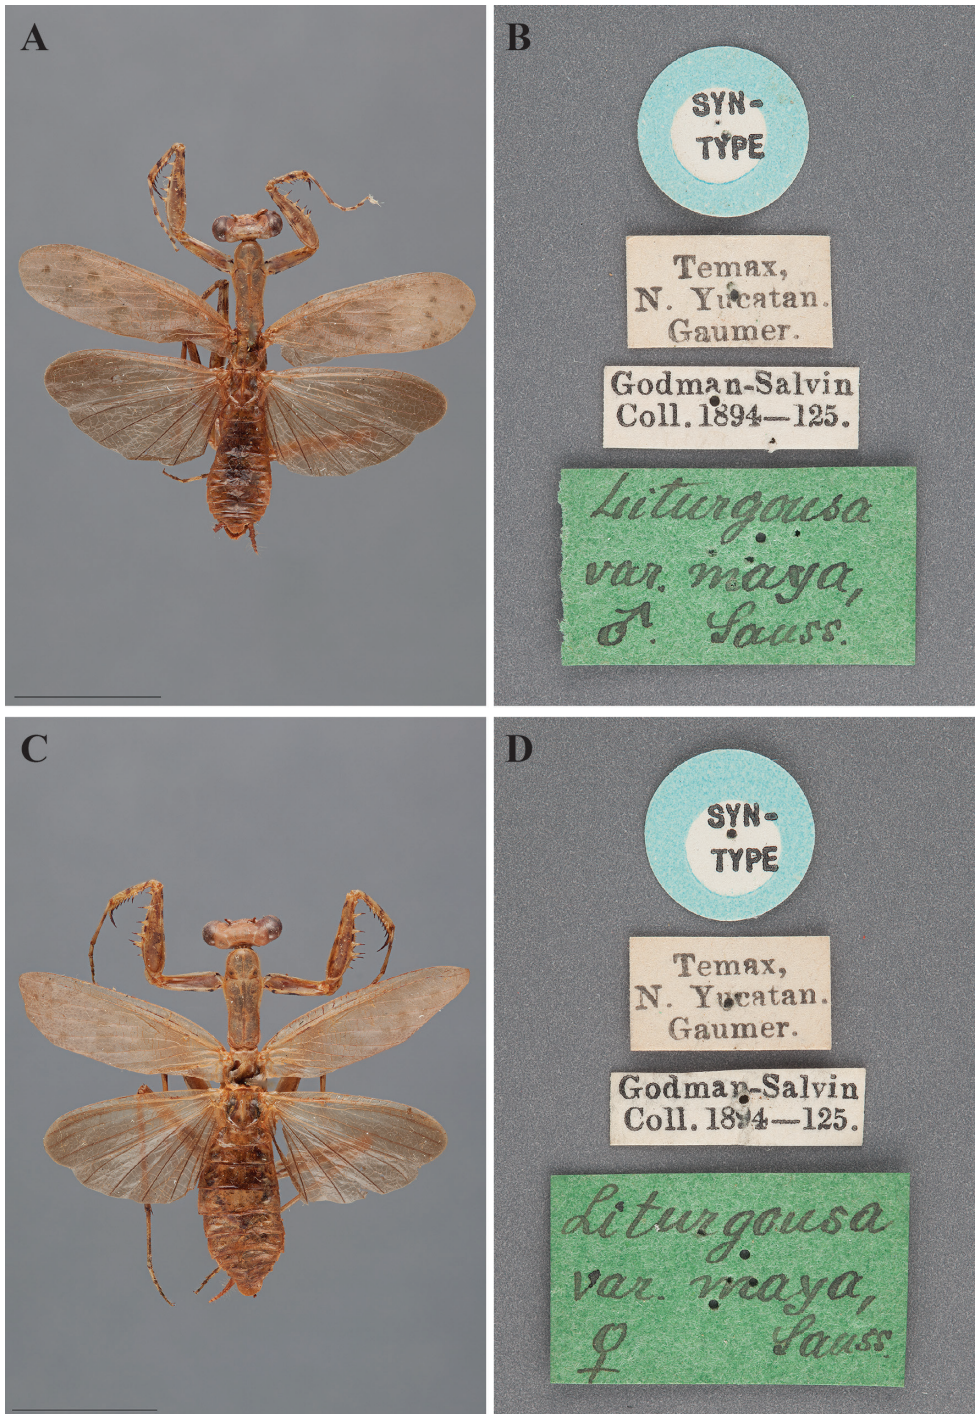 A
B
SYN-
TYPE
Temax,
N. Yucatan.
Gaumer.
Godman-Salvin
Coll. 1894—125.
Liturgousa
var. maya,
♂. Sauss.
C
D
SYN-
TYPE
Temax,
N. Yucatan.
Gaumer.
Godman-Salvin
Coll. 1894—125.
Liturgousa
var. maya,
♀ Sauss.